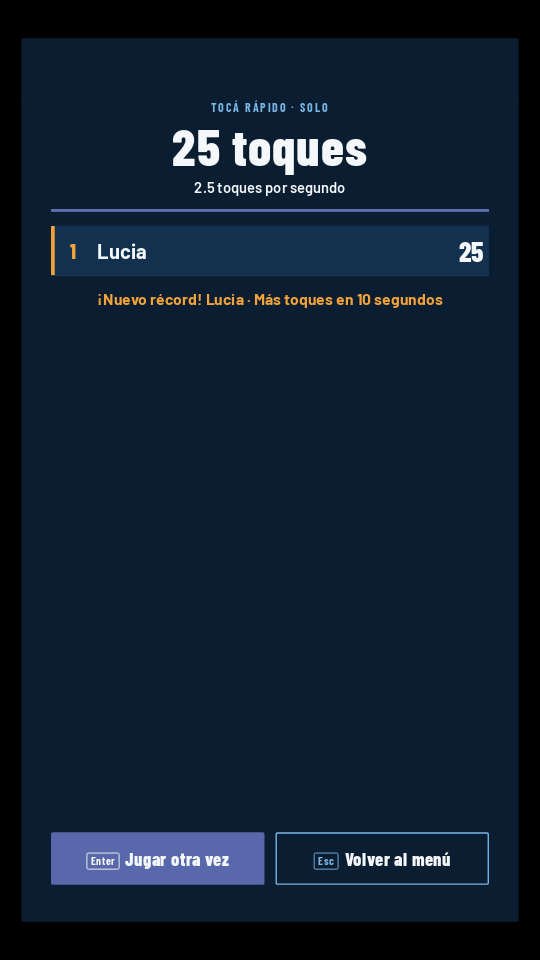 TOCÁ RÁPIDO · SOLO
25 toques
2.5 toques por segundo
1 Lucia 25
¡Nuevo récord! Lucia · Más toques en 10 segundos
Enter Jugar otra vez
Esc Volver al menú